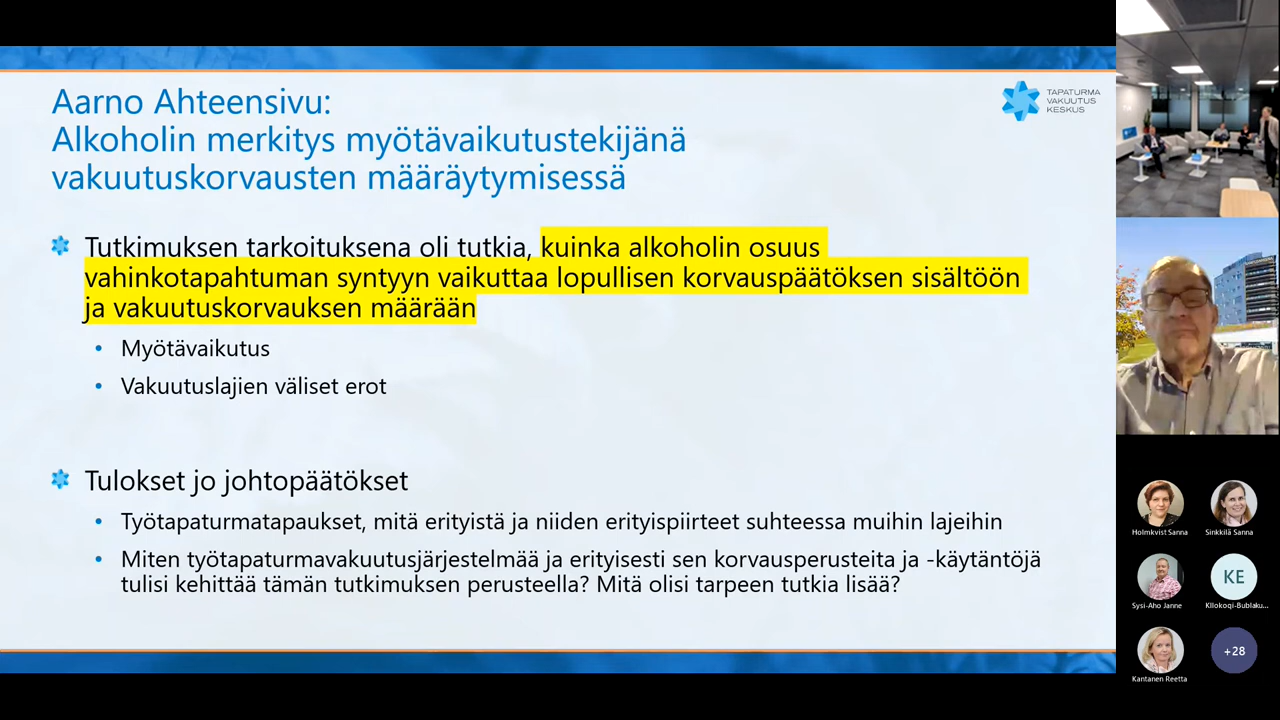 Aarno Ahteensivu:
Alkoholin merkitys myötävaikutustekijänä
vakuutuskorvausten määräytymisessä
TAPATURMA
VAKUUTUS
KESKUS
Tutkimuksen tarkoituksena oli tutkia, kuinka alkoholin osuus
vahinkotapahtuman syntyyn vaikuttaa lopullisen korvauspäätöksen sisältöön
ja vakuutuskorvauksen määrään
• Myötävaikutus
• Vakuutuslajien väliset erot
Tulokset jo johtopäätökset
• Työtapaturmatapaukset, mitä erityistä ja niiden erityispiirteet suhteessa muihin lajeihin
• Miten työtapaturmavakuutusjärjestelmää ja erityisesti sen korvausperusteita ja -käytäntöjä
tulisi kehittää tämän tutkimuksen perusteella? Mitä olisi tarpeen tutkia lisää?
Holmkvist Sanna
Sinkkilä Sanna
Sysi-Aho Janne
KE
Kllokoqi-Bublaku...
Kantanen Reetta
+28